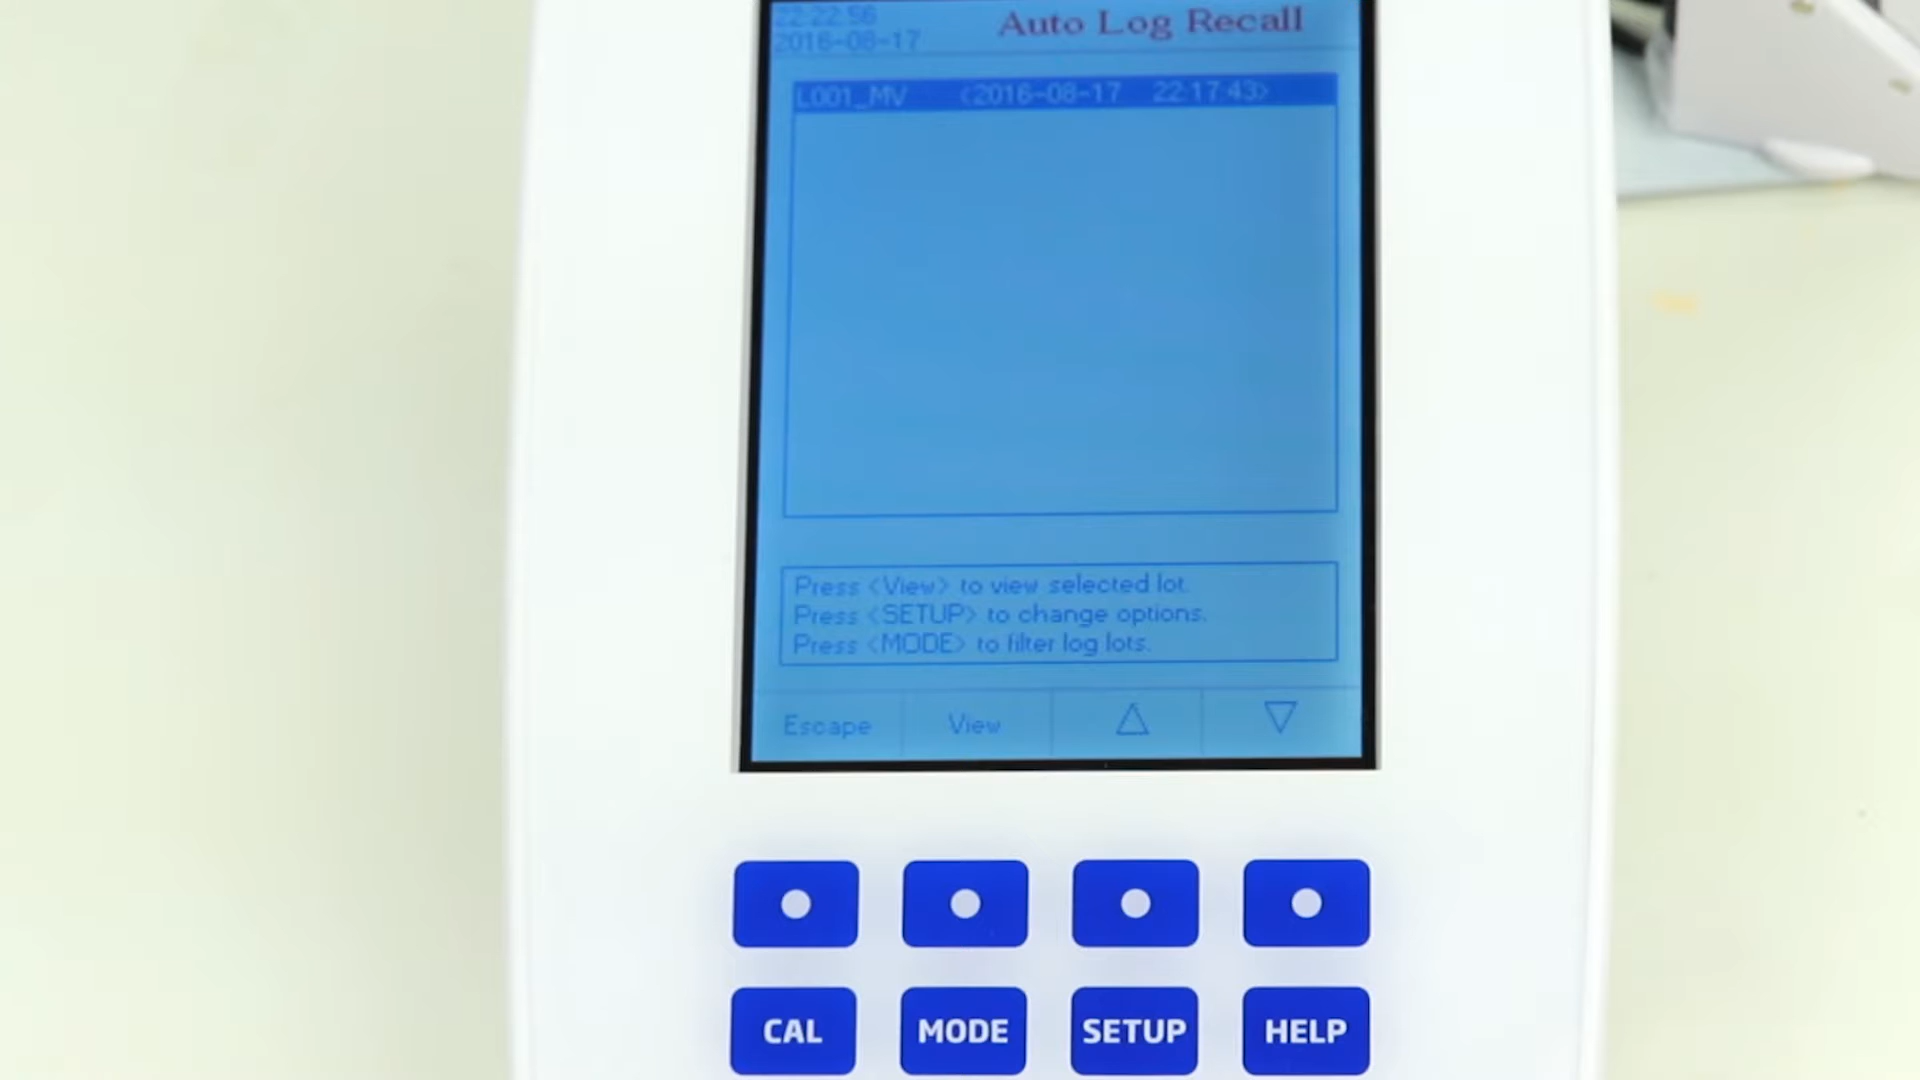 22:22:56
2016-08-17
Auto Log Recall
L001_MV <2016-08-17 22:17:43>
Press <View> to view selected lot.
Press <SETUP> to change options.
Press <MODE> to filter log lots.
Escape View △ ▽
CAL MODE SETUP HELP